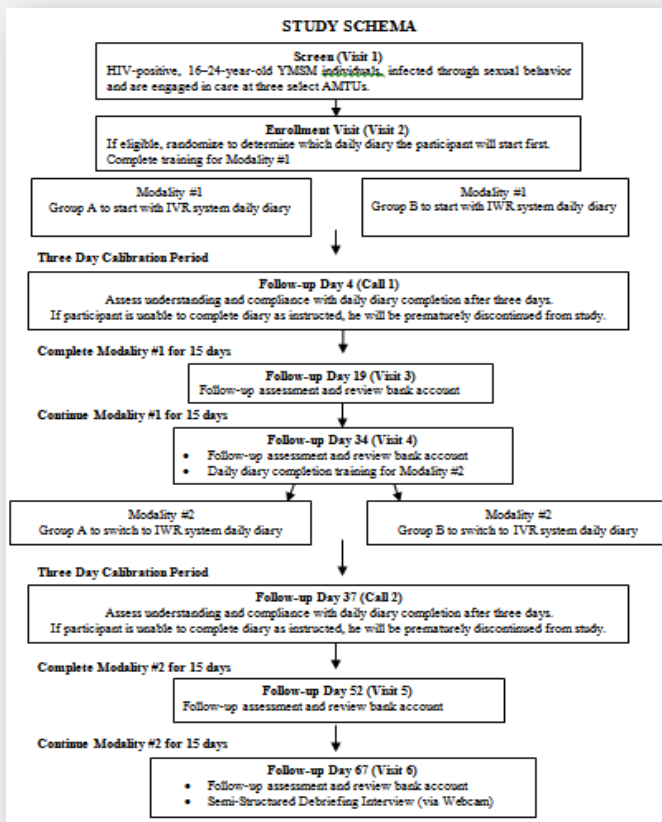 STUDY SCHEMA
Screen (Visit 1)
HIV-positive, 16–24-year-old YMSM individuals, infected through sexual behavior
and are engaged in care at three select AMTUs.
Enrollment Visit (Visit 2)
If eligible, randomize to determine which daily diary the participant will start first.
Complete training for Modality #1
Modality #1
Group A to start with IVR system daily diary
Modality #1
Group B to start with IWR system daily diary
Three Day Calibration Period
Follow-up Day 4 (Call 1)
Assess understanding and compliance with daily diary completion after three days.
If participant is unable to complete diary as instructed, he will be prematurely discontinued from study.
Complete Modality #1 for 15 days
Follow-up Day 19 (Visit 3)
Follow-up assessment and review bank account
Continue Modality #1 for 15 days
Follow-up Day 34 (Visit 4)
• Follow-up assessment and review bank account
• Daily diary completion training for Modality #2
Modality #2
Group A to switch to IWR system daily diary
Modality #2
Group B to switch to IVR system daily diary
Three Day Calibration Period
Follow-up Day 37 (Call 2)
Assess understanding and compliance with daily diary completion after three days.
If participant is unable to complete diary as instructed, he will be prematurely discontinued from study.
Complete Modality #2 for 15 days
Follow-up Day 52 (Visit 5)
Follow-up assessment and review bank account
Continue Modality #2 for 15 days
Follow-up Day 67 (Visit 6)
• Follow-up assessment and review bank account
• Semi-Structured Debriefing Interview (via Webcam)